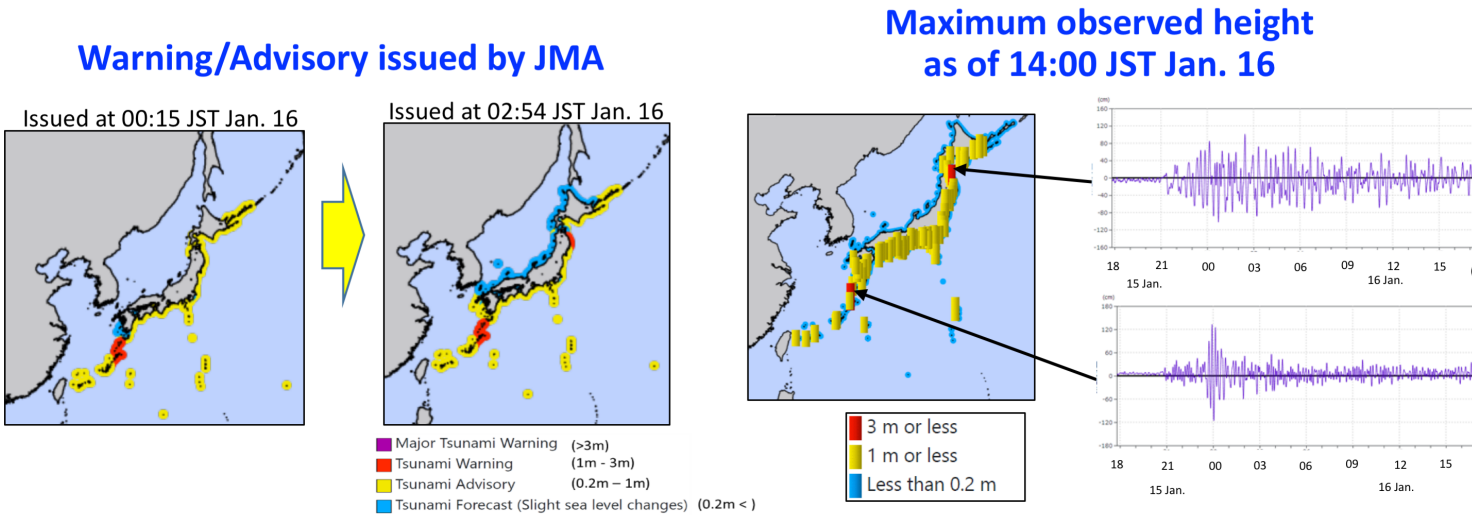 Warning/Advisory issued by JMA
Issued at 00:15 JST Jan. 16
Issued at 02:54 JST Jan. 16
Major Tsunami Warning (>3m)
Tsunami Warning (1m - 3m)
Tsunami Advisory (0.2m – 1m)
Tsunami Forecast (Slight sea level changes) (0.2m < )
Maximum observed height
as of 14:00 JST Jan. 16
3 m or less
1 m or less
Less than 0.2 m
(cm)
160
120
80
40
0
-40
-80
-120
-160
18 21 00 03 06 09 12 15
15 Jan. 16 Jan.
(cm)
180
120
60
0
-60
-120
-180
18 21 00 03 06 09 12 15
15 Jan. 16 Jan.